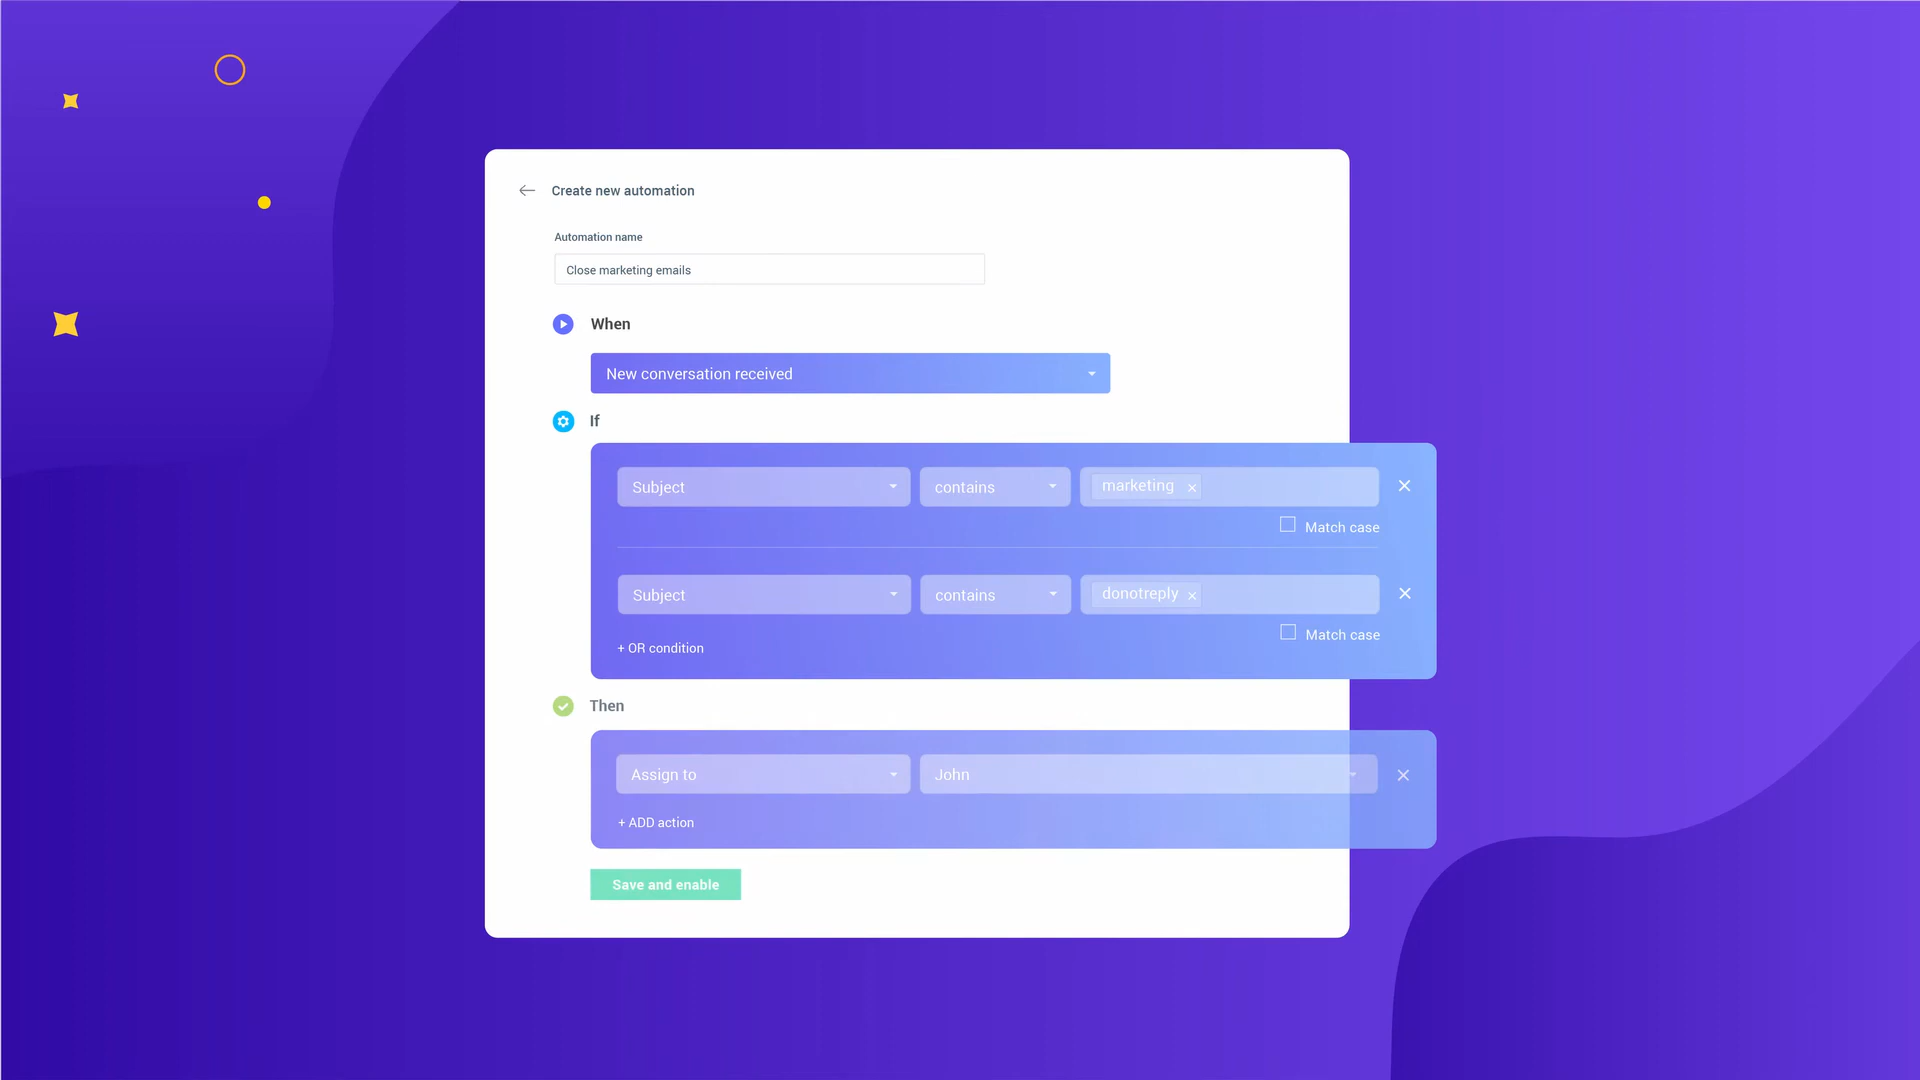 Create new automation
Automation name
Close marketing emails
When
New conversation received
If
Subject contains marketing
Match case
Subject contains donotreply
Match case
+ OR condition
Then
Assign to John
+ ADD action
Save and enable